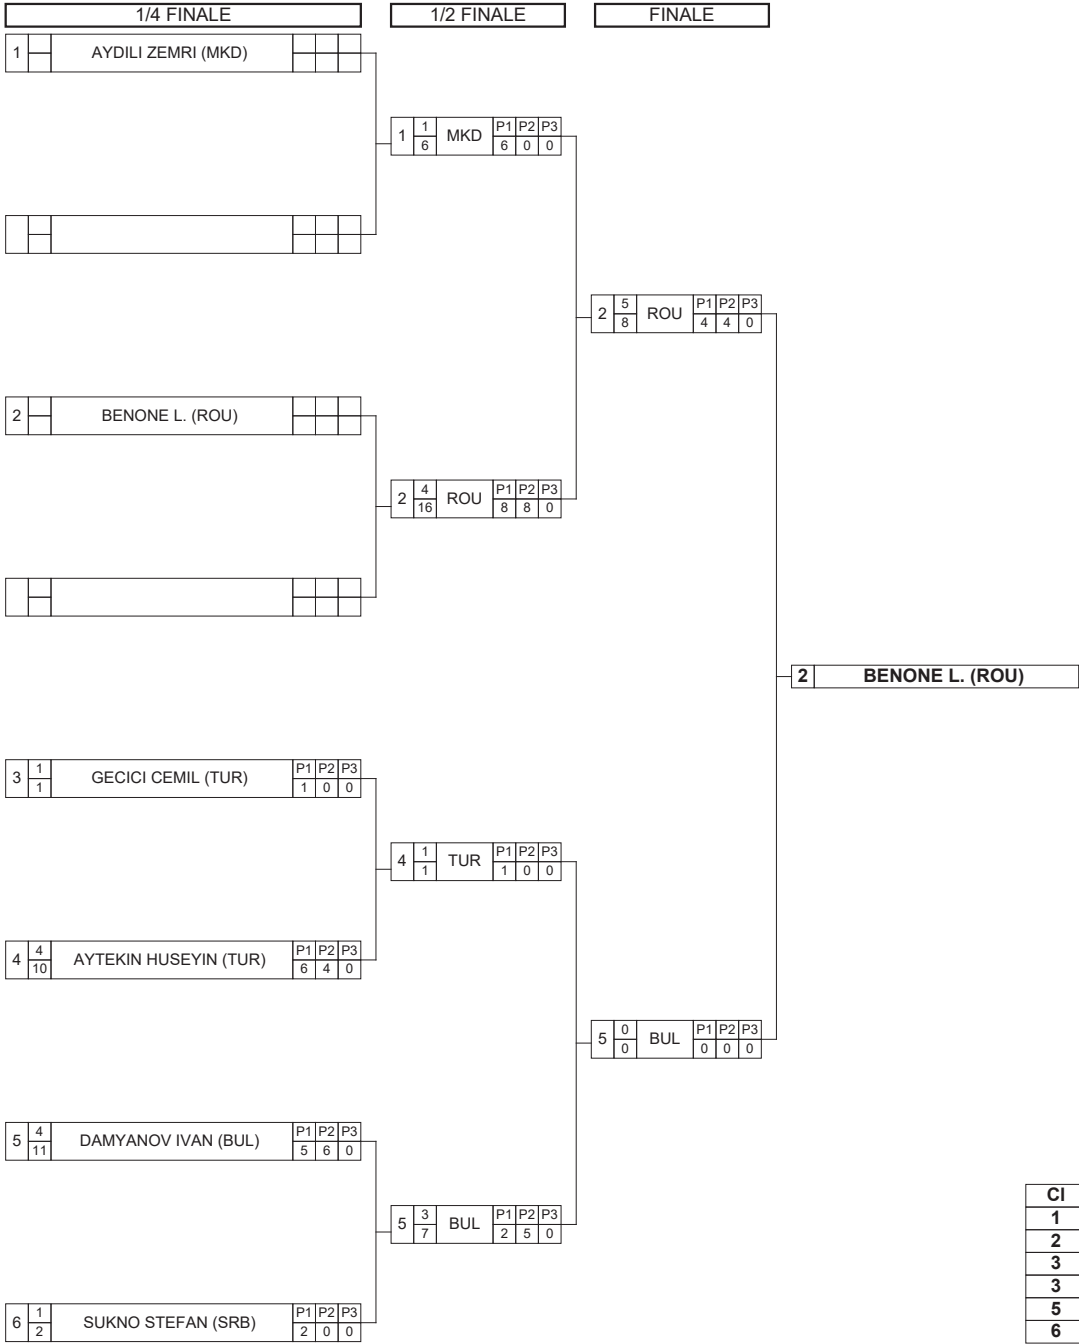 1/4 FINALE 1/2 FINALE FINALE
1 AYDILI ZEMRI (MKD)
1 1 MKD P1 P2 P3
6 6 0 0
2 5 ROU P1 P2 P3
8 4 4 0
2 BENONE L. (ROU)
2 4 ROU P1 P2 P3
16 8 8 0
2 BENONE L. (ROU)
3 1 GECICI CEMIL (TUR) P1 P2 P3
1 1 0 0
4 1 TUR P1 P2 P3
1 1 0 0
4 4 AYTEKIN HUSEYIN (TUR) P1 P2 P3
10 6 4 0
5 0 BUL P1 P2 P3
0 0 0 0
5 4 DAMYANOV IVAN (BUL) P1 P2 P3
11 5 6 0
5 3 BUL P1 P2 P3
7 2 5 0
6 1 SUKNO STEFAN (SRB) P1 P2 P3
2 2 0 0
Cl
1
2
3
3
5
6